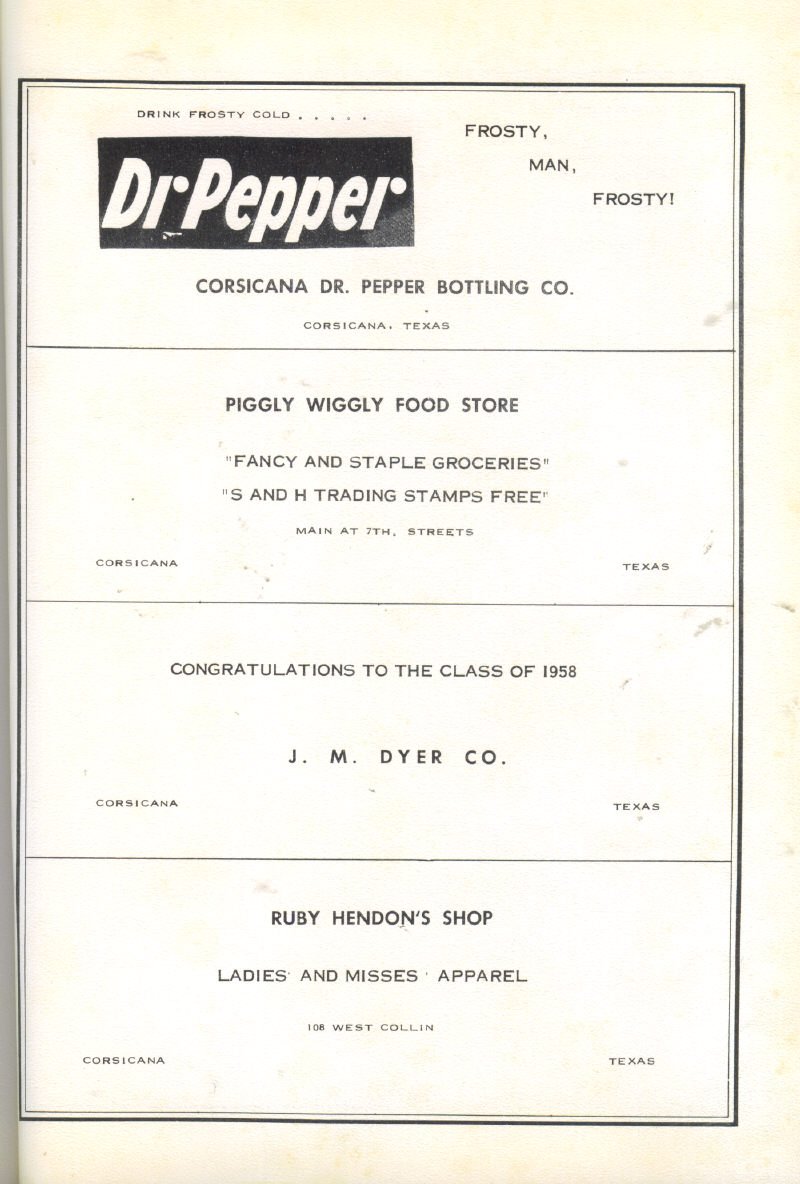 DRINK FROSTY COLD . . . . .
FROSTY,
MAN,
FROSTY!
Dr Pepper
CORSICANA DR. PEPPER BOTTLING CO.
CORSICANA, TEXAS
PIGGLY WIGGLY FOOD STORE
"FANCY AND STAPLE GROCERIES"
"S AND H TRADING STAMPS FREE"
MAIN AT 7TH, STREETS
CORSICANA TEXAS
CONGRATULATIONS TO THE CLASS OF 1958
J. M. DYER CO.
CORSICANA TEXAS
RUBY HENDON'S SHOP
LADIES' AND MISSES' APPAREL
108 WEST COLLIN
CORSICANA TEXAS